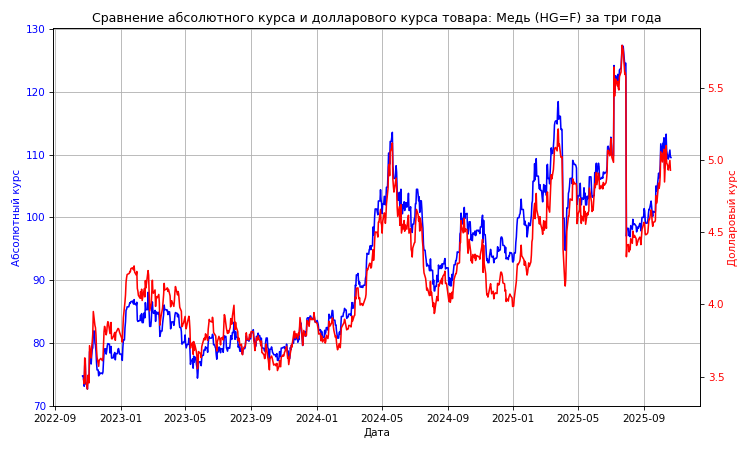 Сравнение абсолютного курса и долларового курса товара: Медь (HG=F) за три года
130
120
110
100
90
80
70
Абсолютный курс
5.5
5.0
4.5
4.0
3.5
Долларовый курс
2022-09 2023-01 2023-05 2023-09 2024-01 2024-05 2024-09 2025-01 2025-05 2025-09
Дата